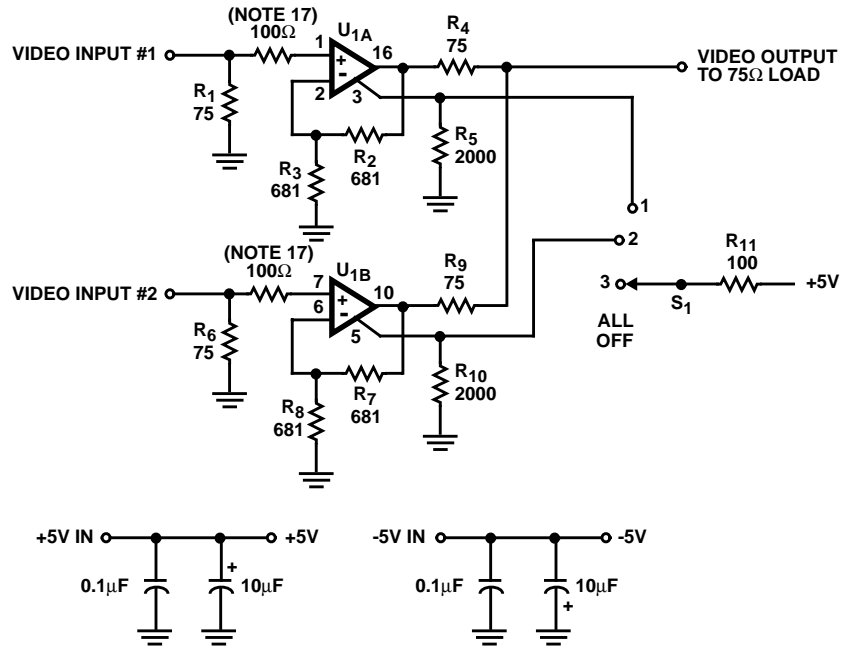 (NOTE 17)
100Ω
VIDEO INPUT #1
1
U1A
16
+
-
2
3
R4
75
VIDEO OUTPUT
TO 75Ω LOAD
R1
75
R2
681
R3
681
R5
2000
1
2
(NOTE 17)
100Ω
VIDEO INPUT #2
7
U1B
10
+
-
6
5
R9
75
3
ALL
OFF
S1
R11
100
+5V
R6
75
R7
681
R8
681
R10
2000
+5V IN
+5V
0.1μF
+
10μF
-5V IN
-5V
0.1μF
10μF
+